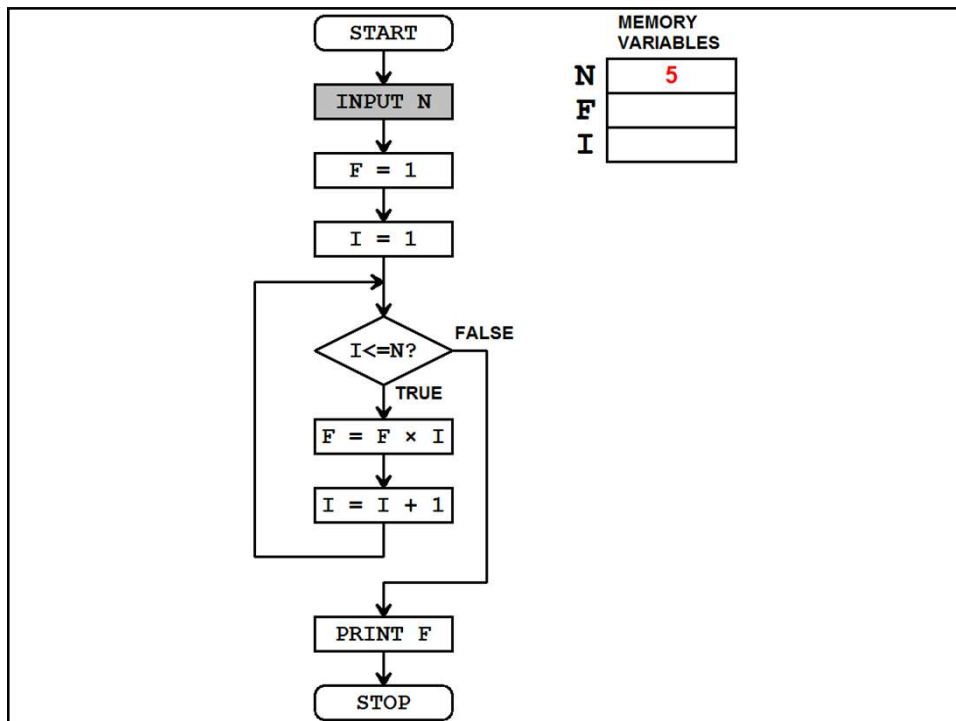 START
INPUT N
F = 1
I = 1
I<=N?
FALSE
TRUE
F = F × I
I = I + 1
PRINT F
STOP
MEMORY
VARIABLES
N 5
F
I